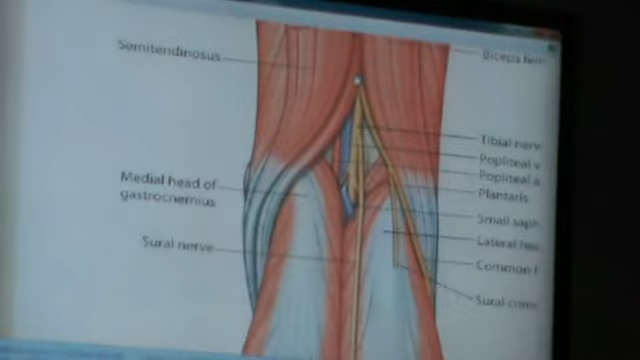 Semitendinosus
Medial head of
gastrocnemius
Sural nerve
Biceps fem
Tibial nerv
Popliteal v
Popliteal a
Plantaris
Small saph
Lateral hea
Common f
Sural com